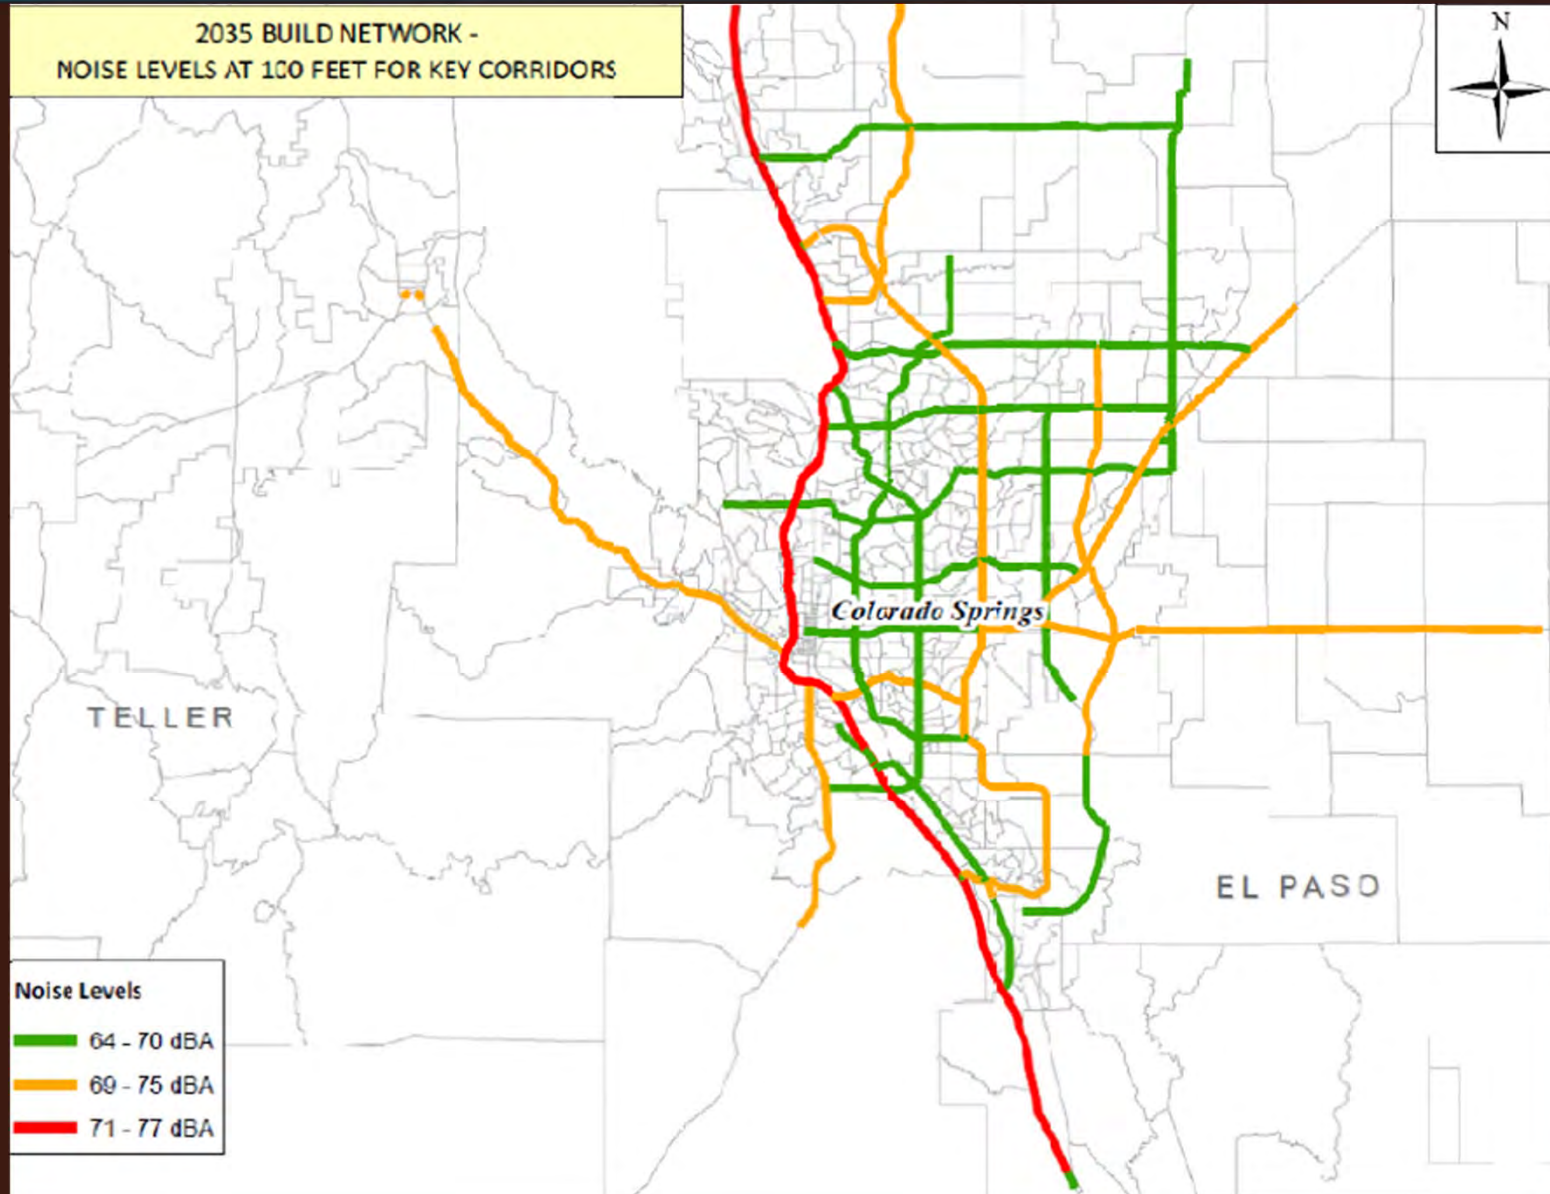 2035 BUILD NETWORK -
NOISE LEVELS AT 100 FEET FOR KEY CORRIDORS
N
Colorado Springs
TELLER
EL PASO
Noise Levels
64 - 70 dBA
69 - 75 dBA
71 - 77 dBA